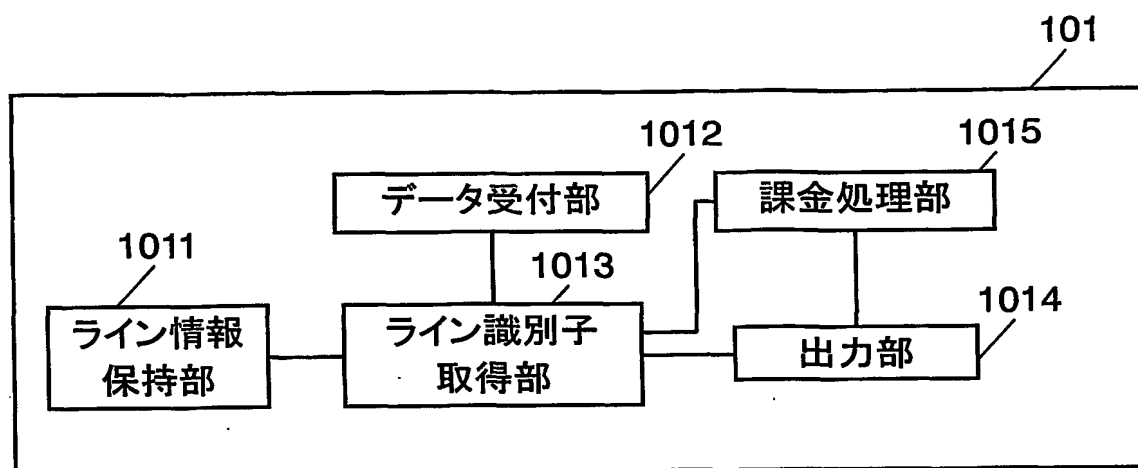 101
1012
データ受付部
1015
課金処理部
1011
ライン情報
保持部
1013
ライン識別子
取得部
1014
出力部